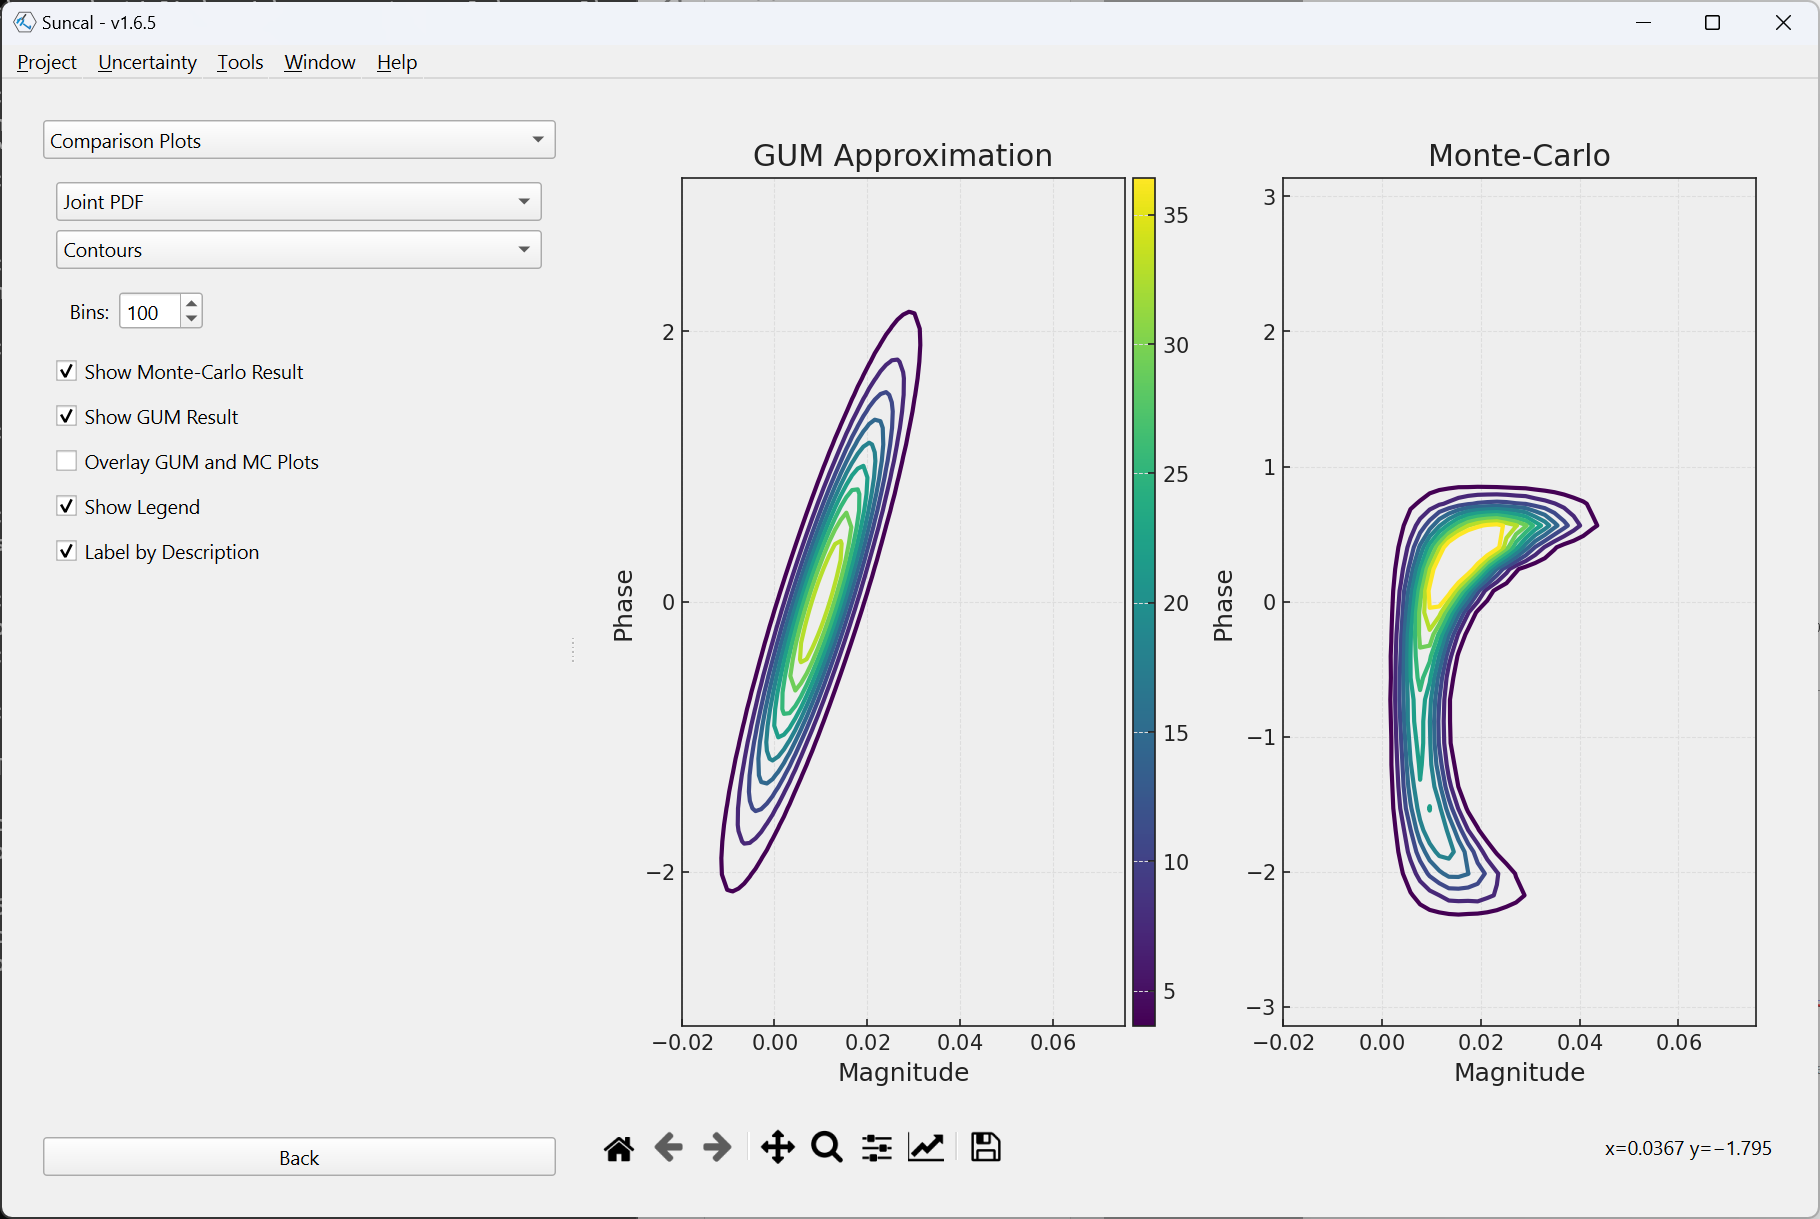 Suncal - v1.6.5
Project Uncertainty Tools Window Help
Comparison Plots
Joint PDF
Contours
Bins: 100
Show Monte-Carlo Result
Show GUM Result
Overlay GUM and MC Plots
Show Legend
Label by Description
Back
GUM Approximation
2
0
−2
Phase
−0.02 0.00 0.02 0.04 0.06
Magnitude
35
30
25
20
15
10
5
Monte-Carlo
3
2
1
0
−1
−2
−3
Phase
−0.02 0.00 0.02 0.04 0.06
Magnitude
x=0.0367 y=−1.795